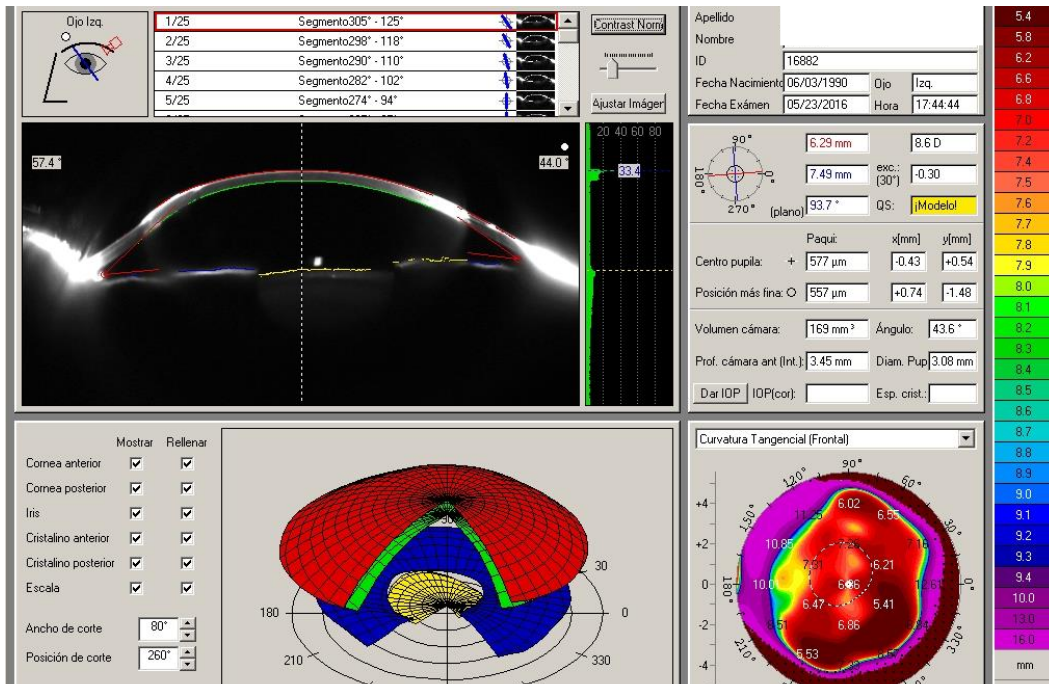 Ojo Izq.
1/25 Segmento305° - 125°
2/25 Segmento298° - 118°
3/25 Segmento290° - 110°
4/25 Segmento282° - 102°
5/25 Segmento274° - 94°
Contrast Norm
Ajustar Imáger
Apellido
Nombre
ID 16882
Fecha Nacimiento 06/03/1990 Ojo Izq.
Fecha Exámen 05/23/2016 Hora 17:44:44
57.4 °
44.0 °
20 40 60 80
33.4
90°
180°
0°
270°
(plano)
6.29 mm 8.6 D
7.49 mm exc.: (30°) -0.30
93.7 ° QS: ¡Modelo!
Paqui: x[mm] y[mm]
Centro pupila: + 577 µm -0.43 +0.54
Posición más fina: O 557 µm +0.74 -1.48
Volumen cámara: 169 mm³ Ángulo: 43.6 °
Prof. cámara ant (Int.): 3.45 mm Diam. Pup 3.08 mm
Dar IOP IOP(cor): Esp. crist.:
Mostrar Rellenar
Cornea anterior
Cornea posterior
Iris
Cristalino anterior
Cristalino posterior
Escala
Ancho de corte 80°
Posición de corte 260°
30
180
0
210
330
Curvatura Tangencial (Frontal)
90°
120°
60°
150°
30°
180°
0°
210°
330°
+4
+2
0
-2
-4
6.02
6.55
10.85
7.31
6.21
6.47
5.41
6.86
5.4
5.8
6.2
6.6
6.8
7.0
7.2
7.4
7.5
7.6
7.7
7.8
7.9
8.0
8.1
8.2
8.3
8.4
8.5
8.6
8.7
8.8
8.9
9.0
9.1
9.2
9.3
9.4
10.0
13.0
16.0
mm